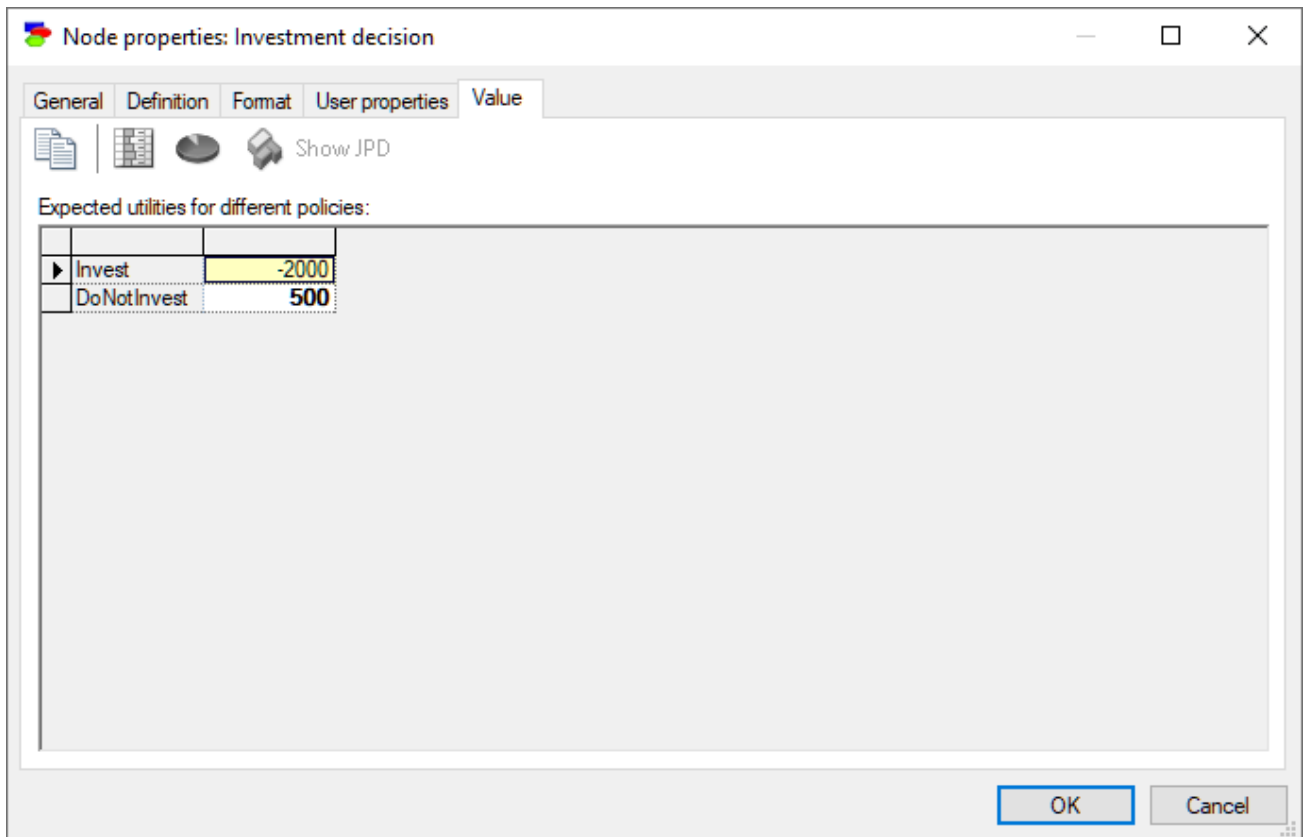 Node properties: Investment decision
General Definition Format User properties Value
Show JPD
Expected utilities for different policies:
Invest -2000
DoNotInvest 500
OK Cancel